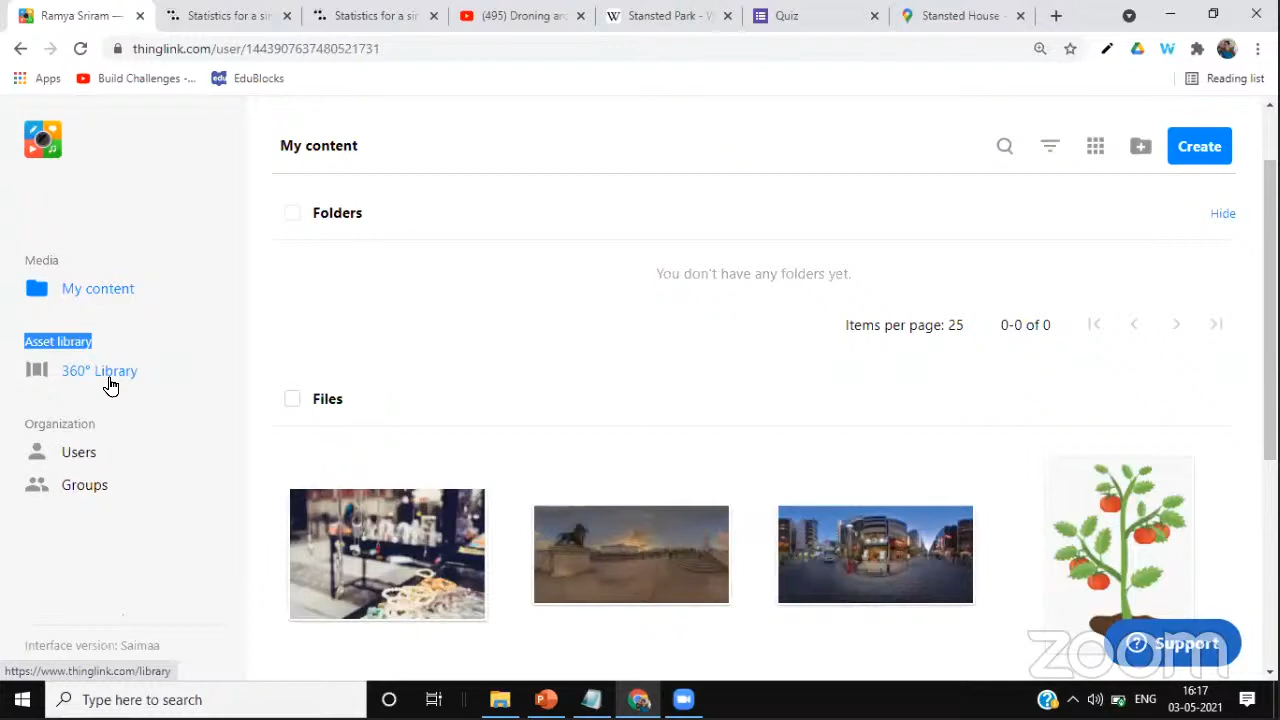 Ramya Sriram —
Statistics for a sir
Statistics for a sir
(495) Droning an
Stansted Park - W
Quiz
Stansted House -
thinglink.com/user/1443907637480521731
Apps
Build Challenges -...
EduBlocks
Reading list
My content
Create
Folders
Hide
Media
You don't have any folders yet.
My content
Items per page: 25
0-0 of 0
Asset library
360° Library
Files
Organization
Users
Groups
Interface version: Saimaa
Support
zoom
https://www.thinglink.com/library
Type here to search
ENG
16:17
03-05-2021